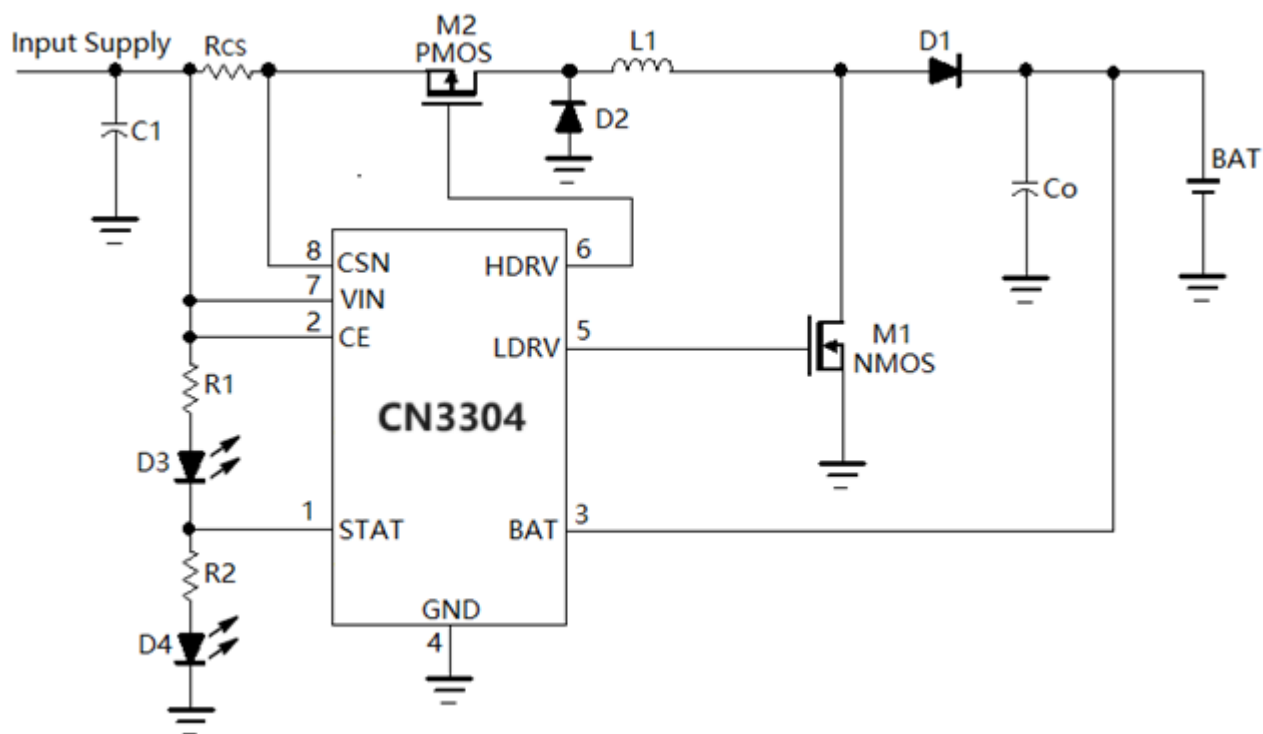 Input Supply
RCS
M2
PMOS
L1
D1
C1
D2
Co
BAT
8
CSN
HDRV
6
7
VIN
2
CE
R1
LDRV
5
M1
NMOS
CN3304
D3
1
STAT
BAT
3
R2
GND
4
D4